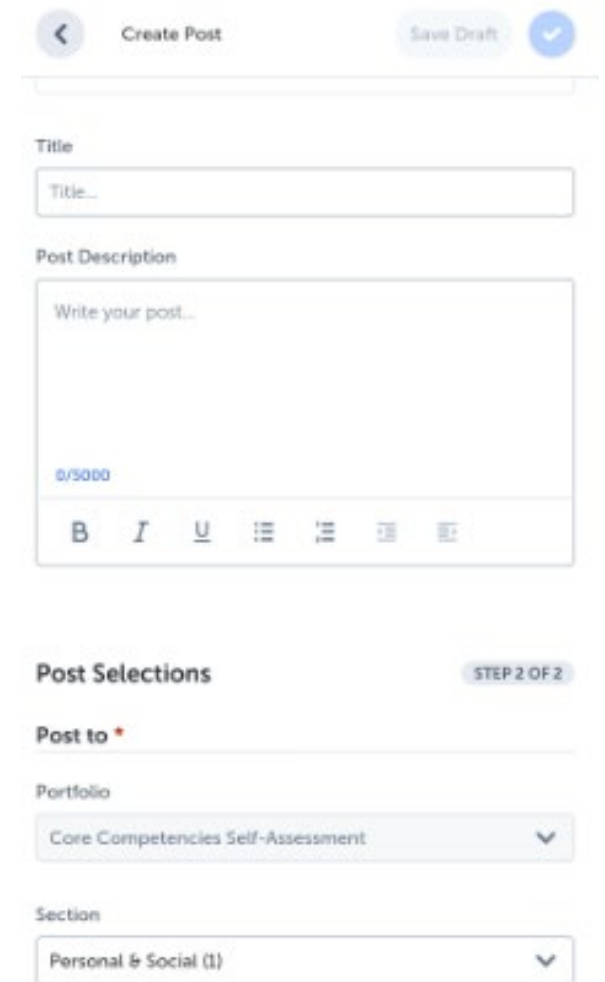 Create Post
Save Draft
Title
Title...
Post Description
Write your post...
0/5000
B I U
Post Selections
STEP 2 OF 2
Post to *
Portfolio
Core Competencies Self-Assessment
Section
Personal & Social (1)